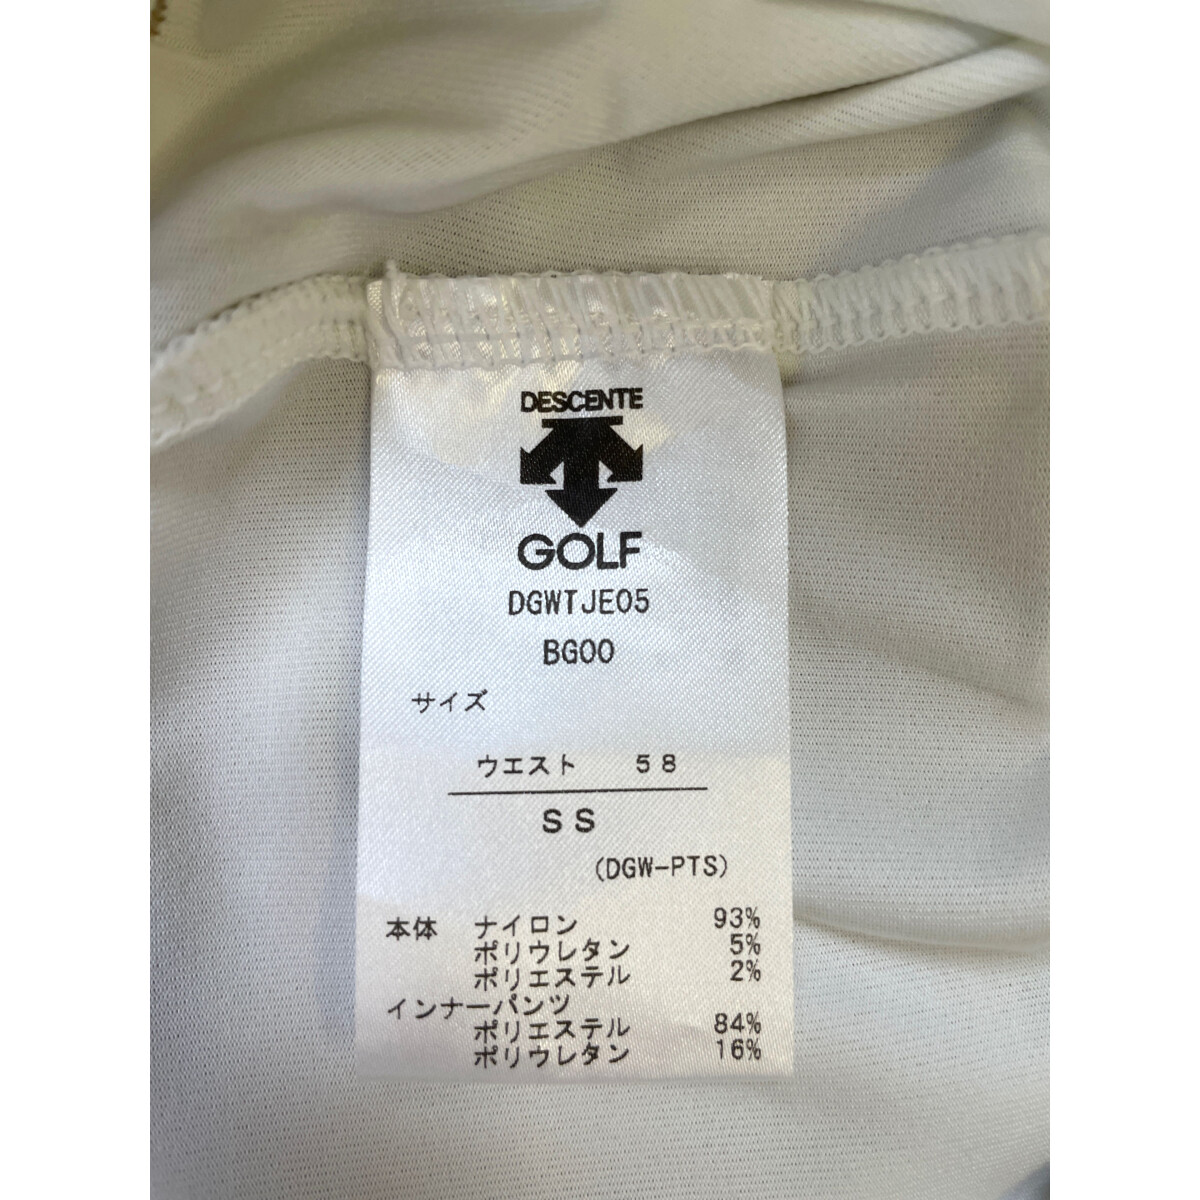 DESCENTE
GOLF
DGWTJE05
BG00
サイズ
ウエスト 58
SS
(DGW-PTS)
本体 ナイロン 93%
ポリウレタン 5%
ポリエステル 2%
インナーパンツ
ポリエステル 84%
ポリウレタン 16%